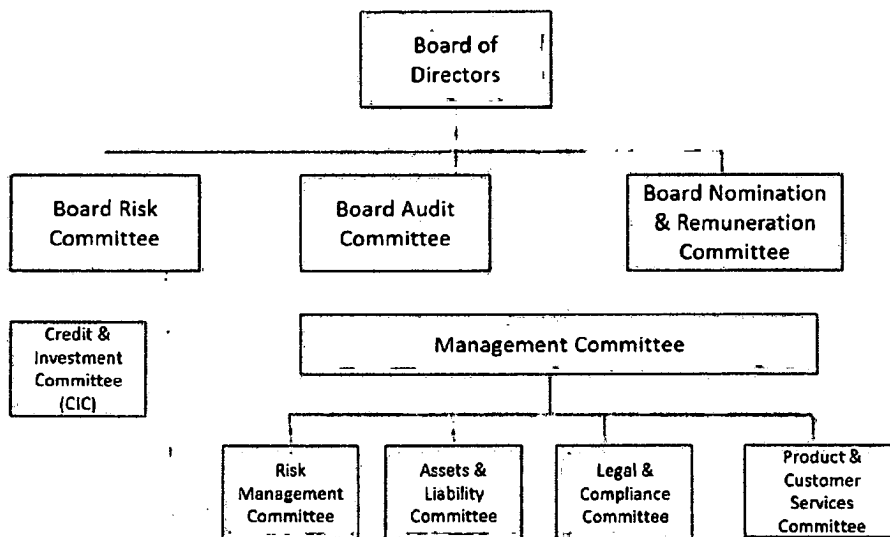 Board of
Directors
Board Risk
Committee
Board Audit
Committee
Board Nomination
& Remuneration
Committee
Credit &
Investment
Committee
(CIC)
Management Committee
Risk
Management
Committee
Assets &
Liability
Committee
Legal &
Compliance
Committee
Product &
Customer
Services
Committee